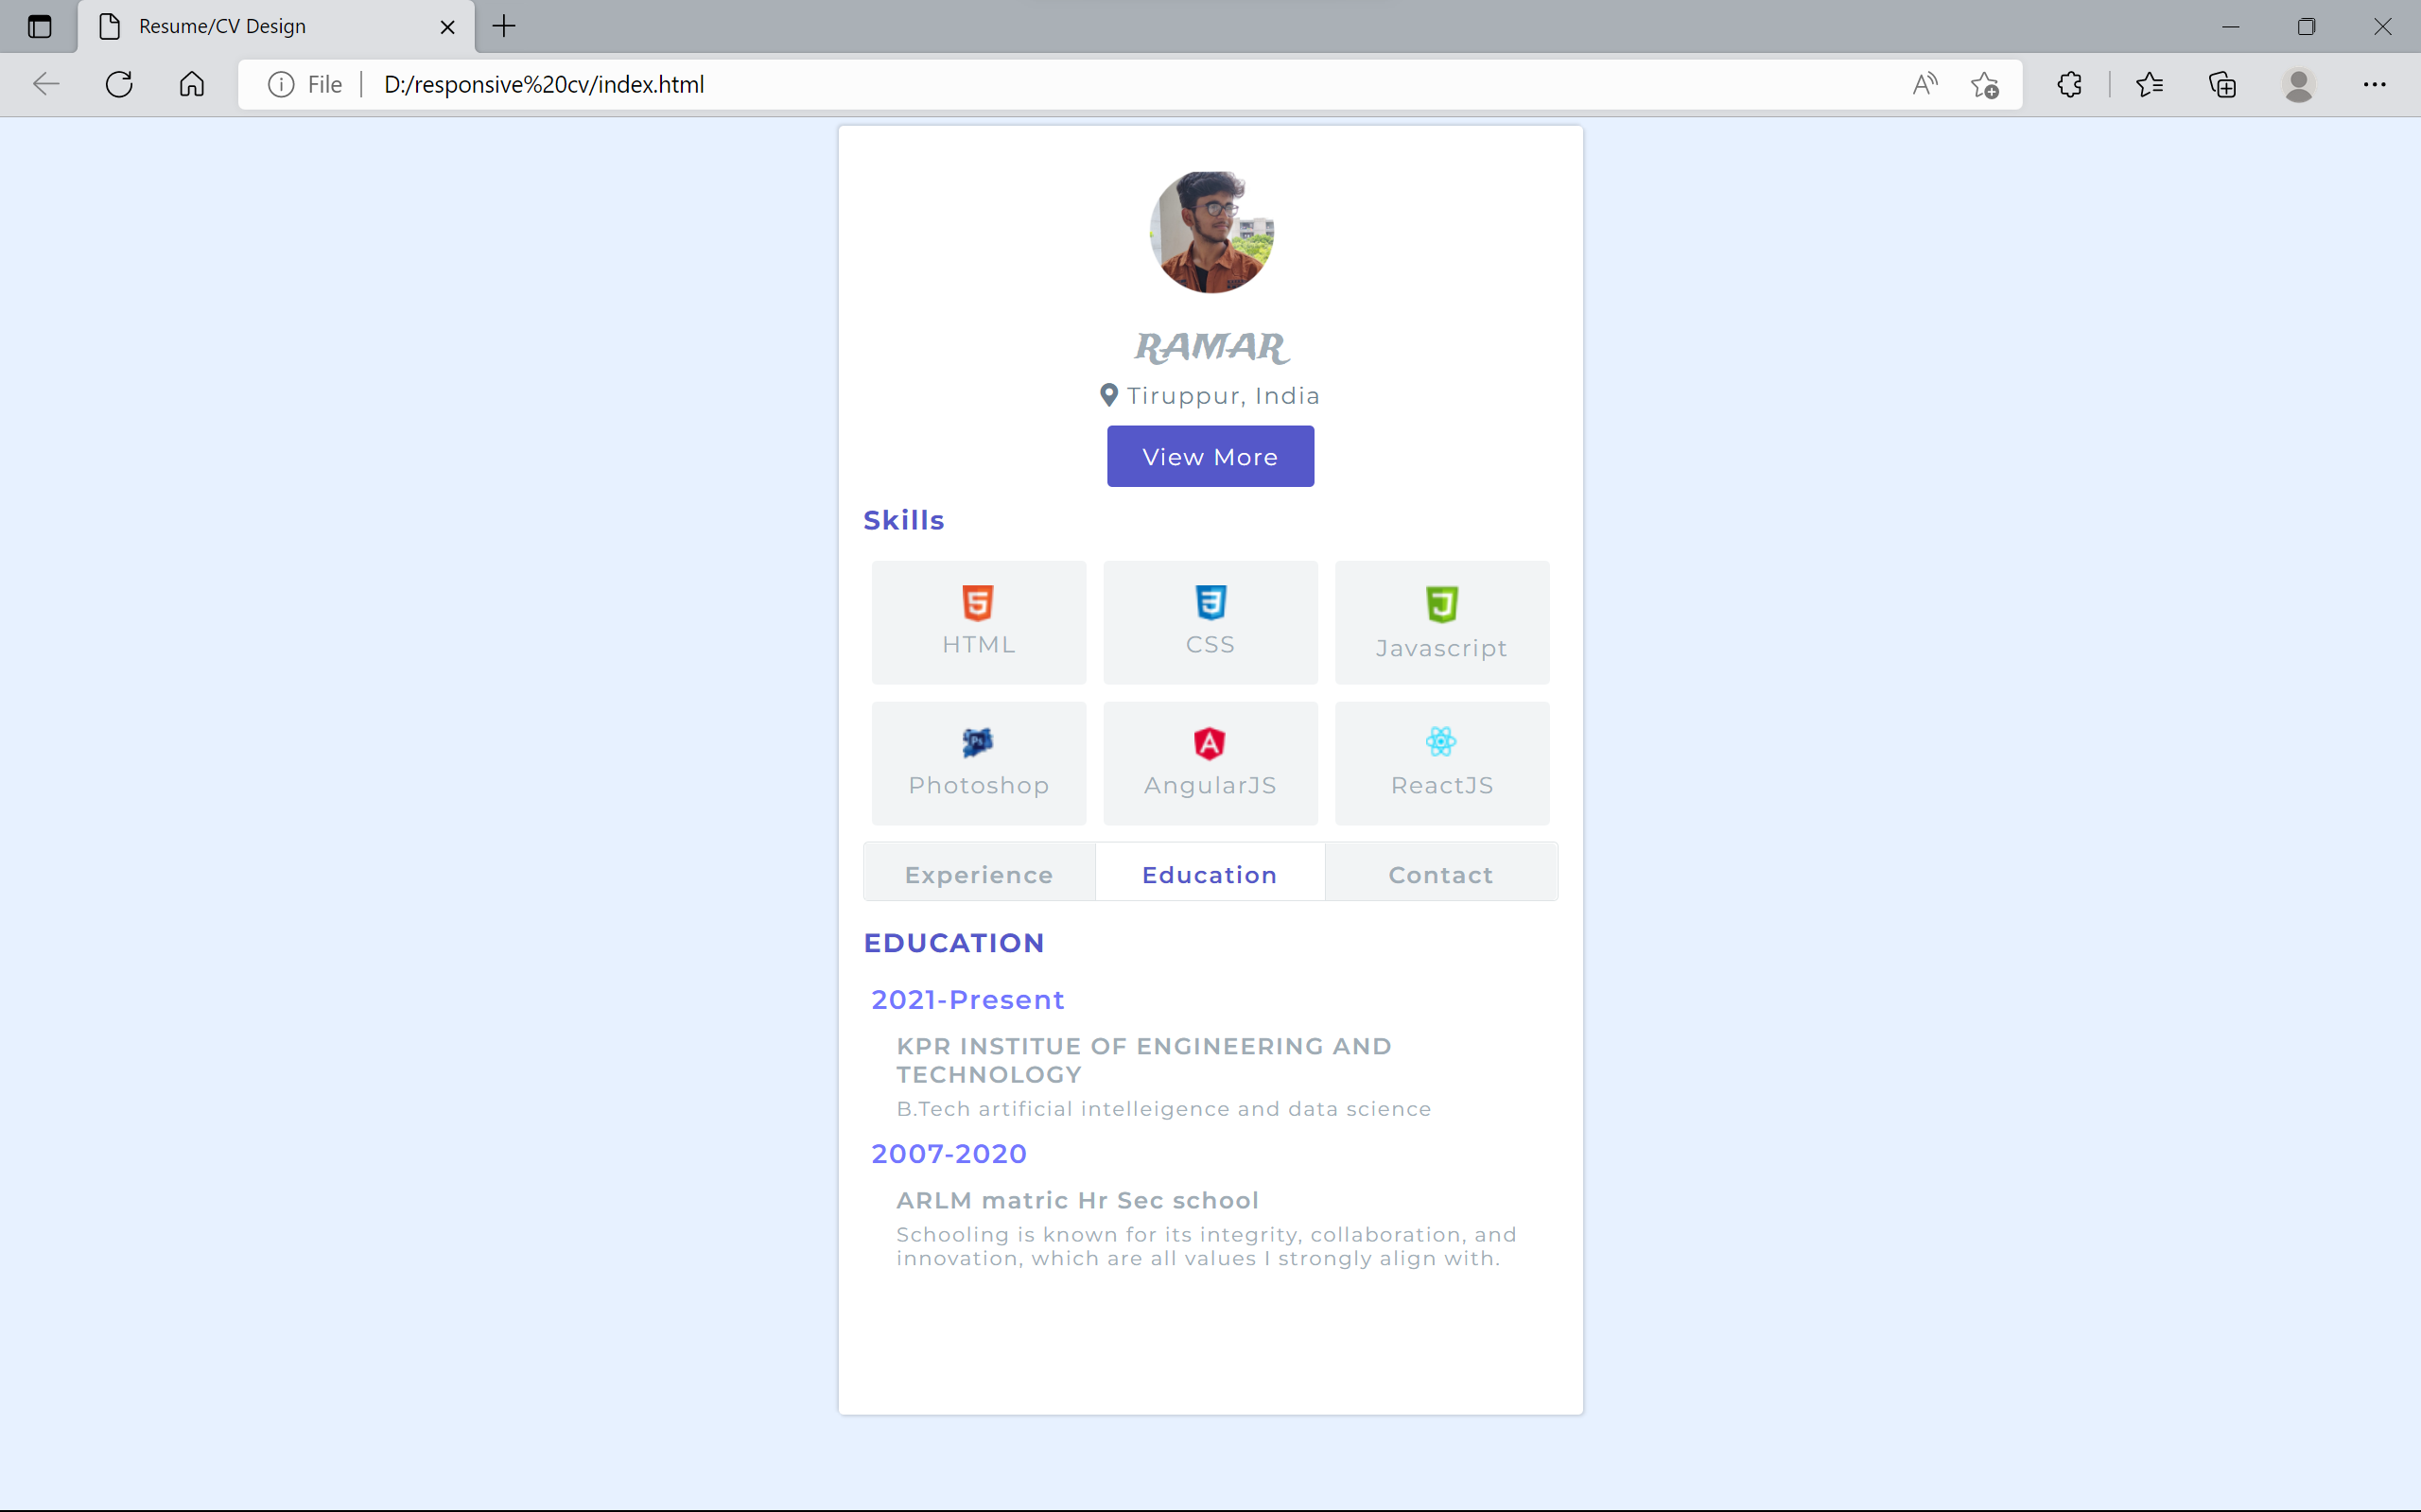 Resume/CV Design
File
D:/responsive%20cv/index.html
RAMAR
Tiruppur, India
View More
Skills
HTML
CSS
Javascript
Photoshop
AngularJS
ReactJS
Experience
Education
Contact
EDUCATION
2021-Present
KPR INSTITUE OF ENGINEERING AND
TECHNOLOGY
B.Tech artificial intelleigence and data science
2007-2020
ARLM matric Hr Sec school
Schooling is known for its integrity, collaboration, and
innovation, which are all values I strongly align with.